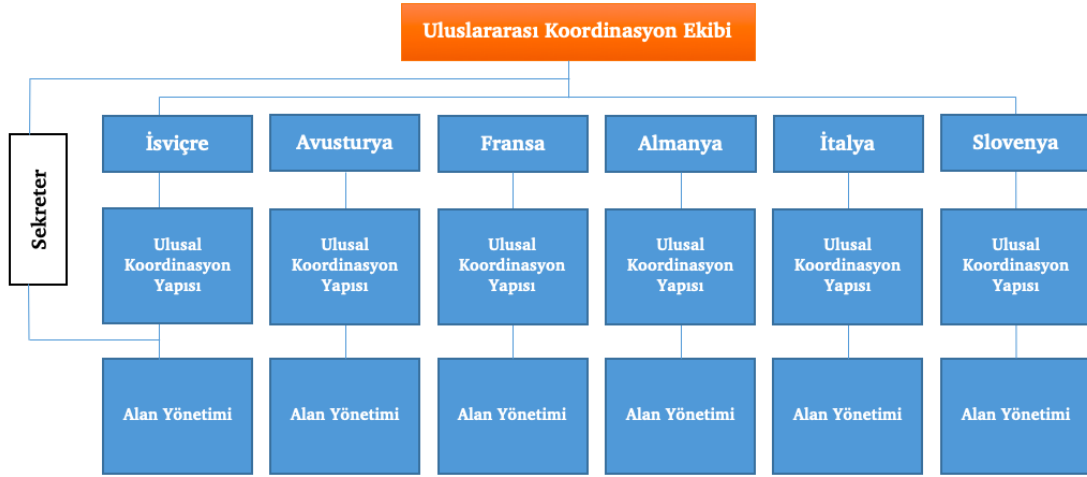 Uluslararası Koordinasyon Ekibi
Sekreter
İsviçre
Avusturya
Fransa
Almanya
İtalya
Slovenya
Ulusal
Koordinasyon
Yapısı
Ulusal
Koordinasyon
Yapısı
Ulusal
Koordinasyon
Yapısı
Ulusal
Koordinasyon
Yapısı
Ulusal
Koordinasyon
Yapısı
Ulusal
Koordinasyon
Yapısı
Alan Yönetimi
Alan Yönetimi
Alan Yönetimi
Alan Yönetimi
Alan Yönetimi
Alan Yönetimi